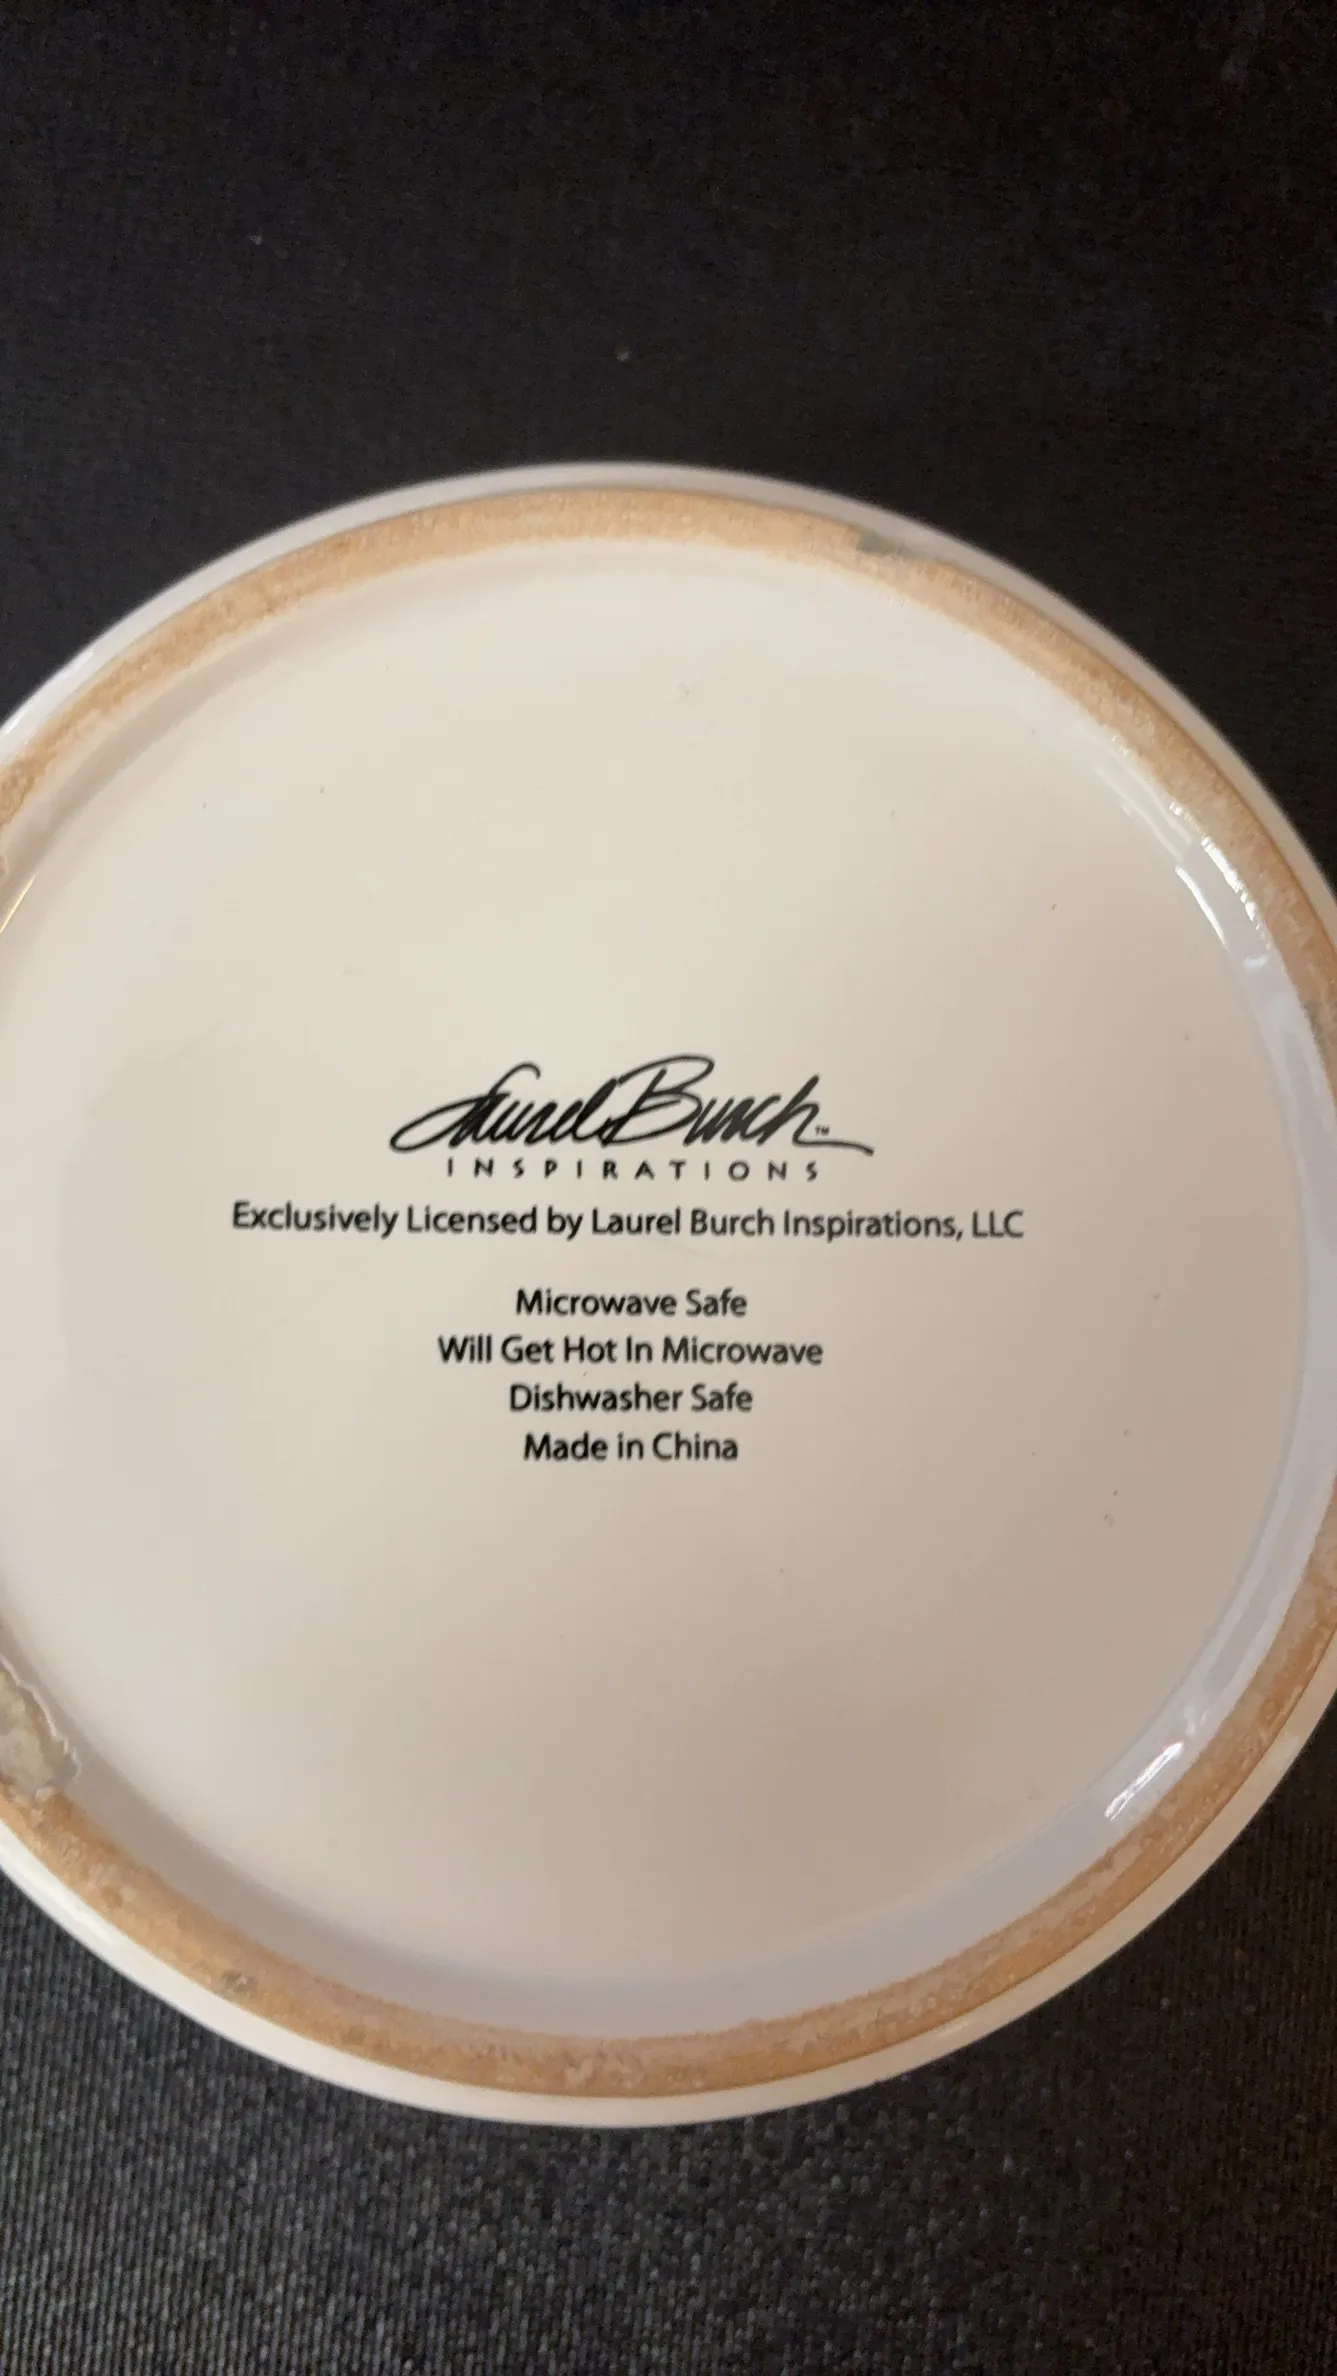 Laurel Burch™
INSPIRATIONS
Exclusively Licensed by Laurel Burch Inspirations, LLC
Microwave Safe
Will Get Hot In Microwave
Dishwasher Safe
Made in China